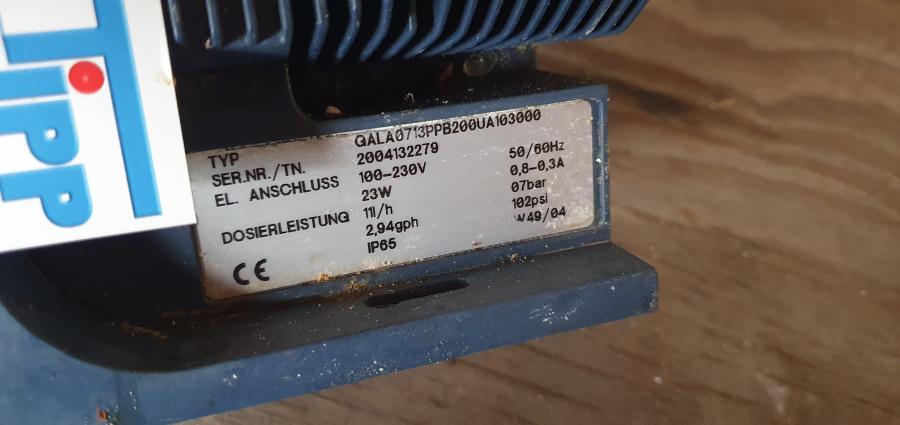 TIPP
TYP GALA0713PPB200UA103000
SER.NR./TN. 2004132279
EL. ANSCHLUSS 100-230V 50/60Hz
23W 0,8-0,3A
DOSIERLEISTUNG 11l/h 07bar
2,94gph 102psi
IP65 W49/04
CE